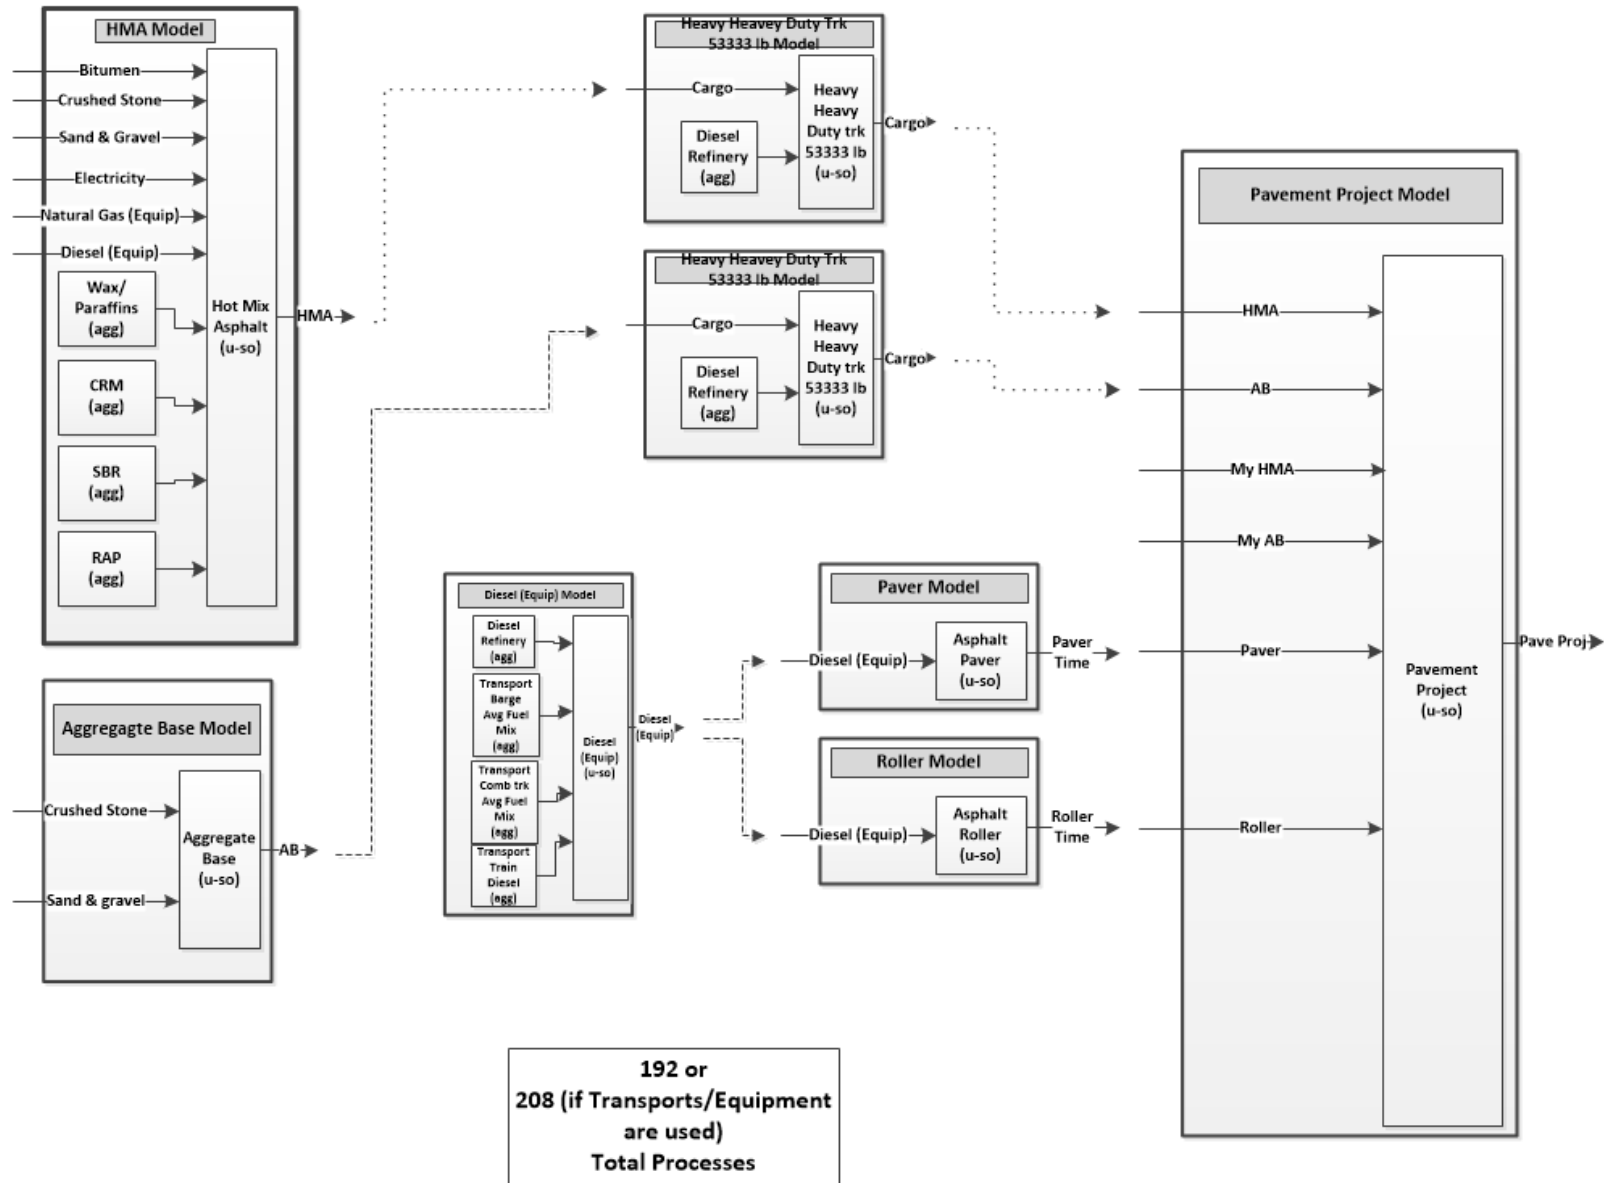 HMA Model
Bitumen
Crushed Stone
Sand & Gravel
Electricity
Natural Gas (Equip)
Diesel (Equip)
Wax/
Paraffins
(agg)
CRM
(agg)
SBR
(agg)
RAP
(agg)
Hot Mix
Asphalt
(u-so)
HMA
Aggregagte Base Model
Crushed Stone
Sand & gravel
Aggregate
Base
(u-so)
AB
Heavy Heavey Duty Trk
53333 lb Model
Cargo
Diesel
Refinery
(agg)
Heavy
Heavy
Duty trk
53333 lb
(u-so)
Cargo
Heavy Heavey Duty Trk
53333 lb Model
Cargo
Diesel
Refinery
(agg)
Heavy
Heavy
Duty trk
53333 lb
(u-so)
Cargo
Diesel (Equip) Model
Diesel
Refinery
(agg)
Transport
Barge
Avg Fuel
Mix
(agg)
Transport
Comb trk
Avg Fuel
Mix
(agg)
Transport
Train
Diesel
(agg)
Diesel
(Equip)
(u-so)
Diesel
(Equip)
Paver Model
Diesel (Equip)
Asphalt
Paver
(u-so)
Paver
Time
Roller Model
Diesel (Equip)
Asphalt
Roller
(u-so)
Roller
Time
Pavement Project Model
HMA
AB
My HMA
My AB
Paver
Roller
Pavement
Project
(u-so)
Pave Proj
192 or
208 (if Transports/Equipment
are used)
Total Processes